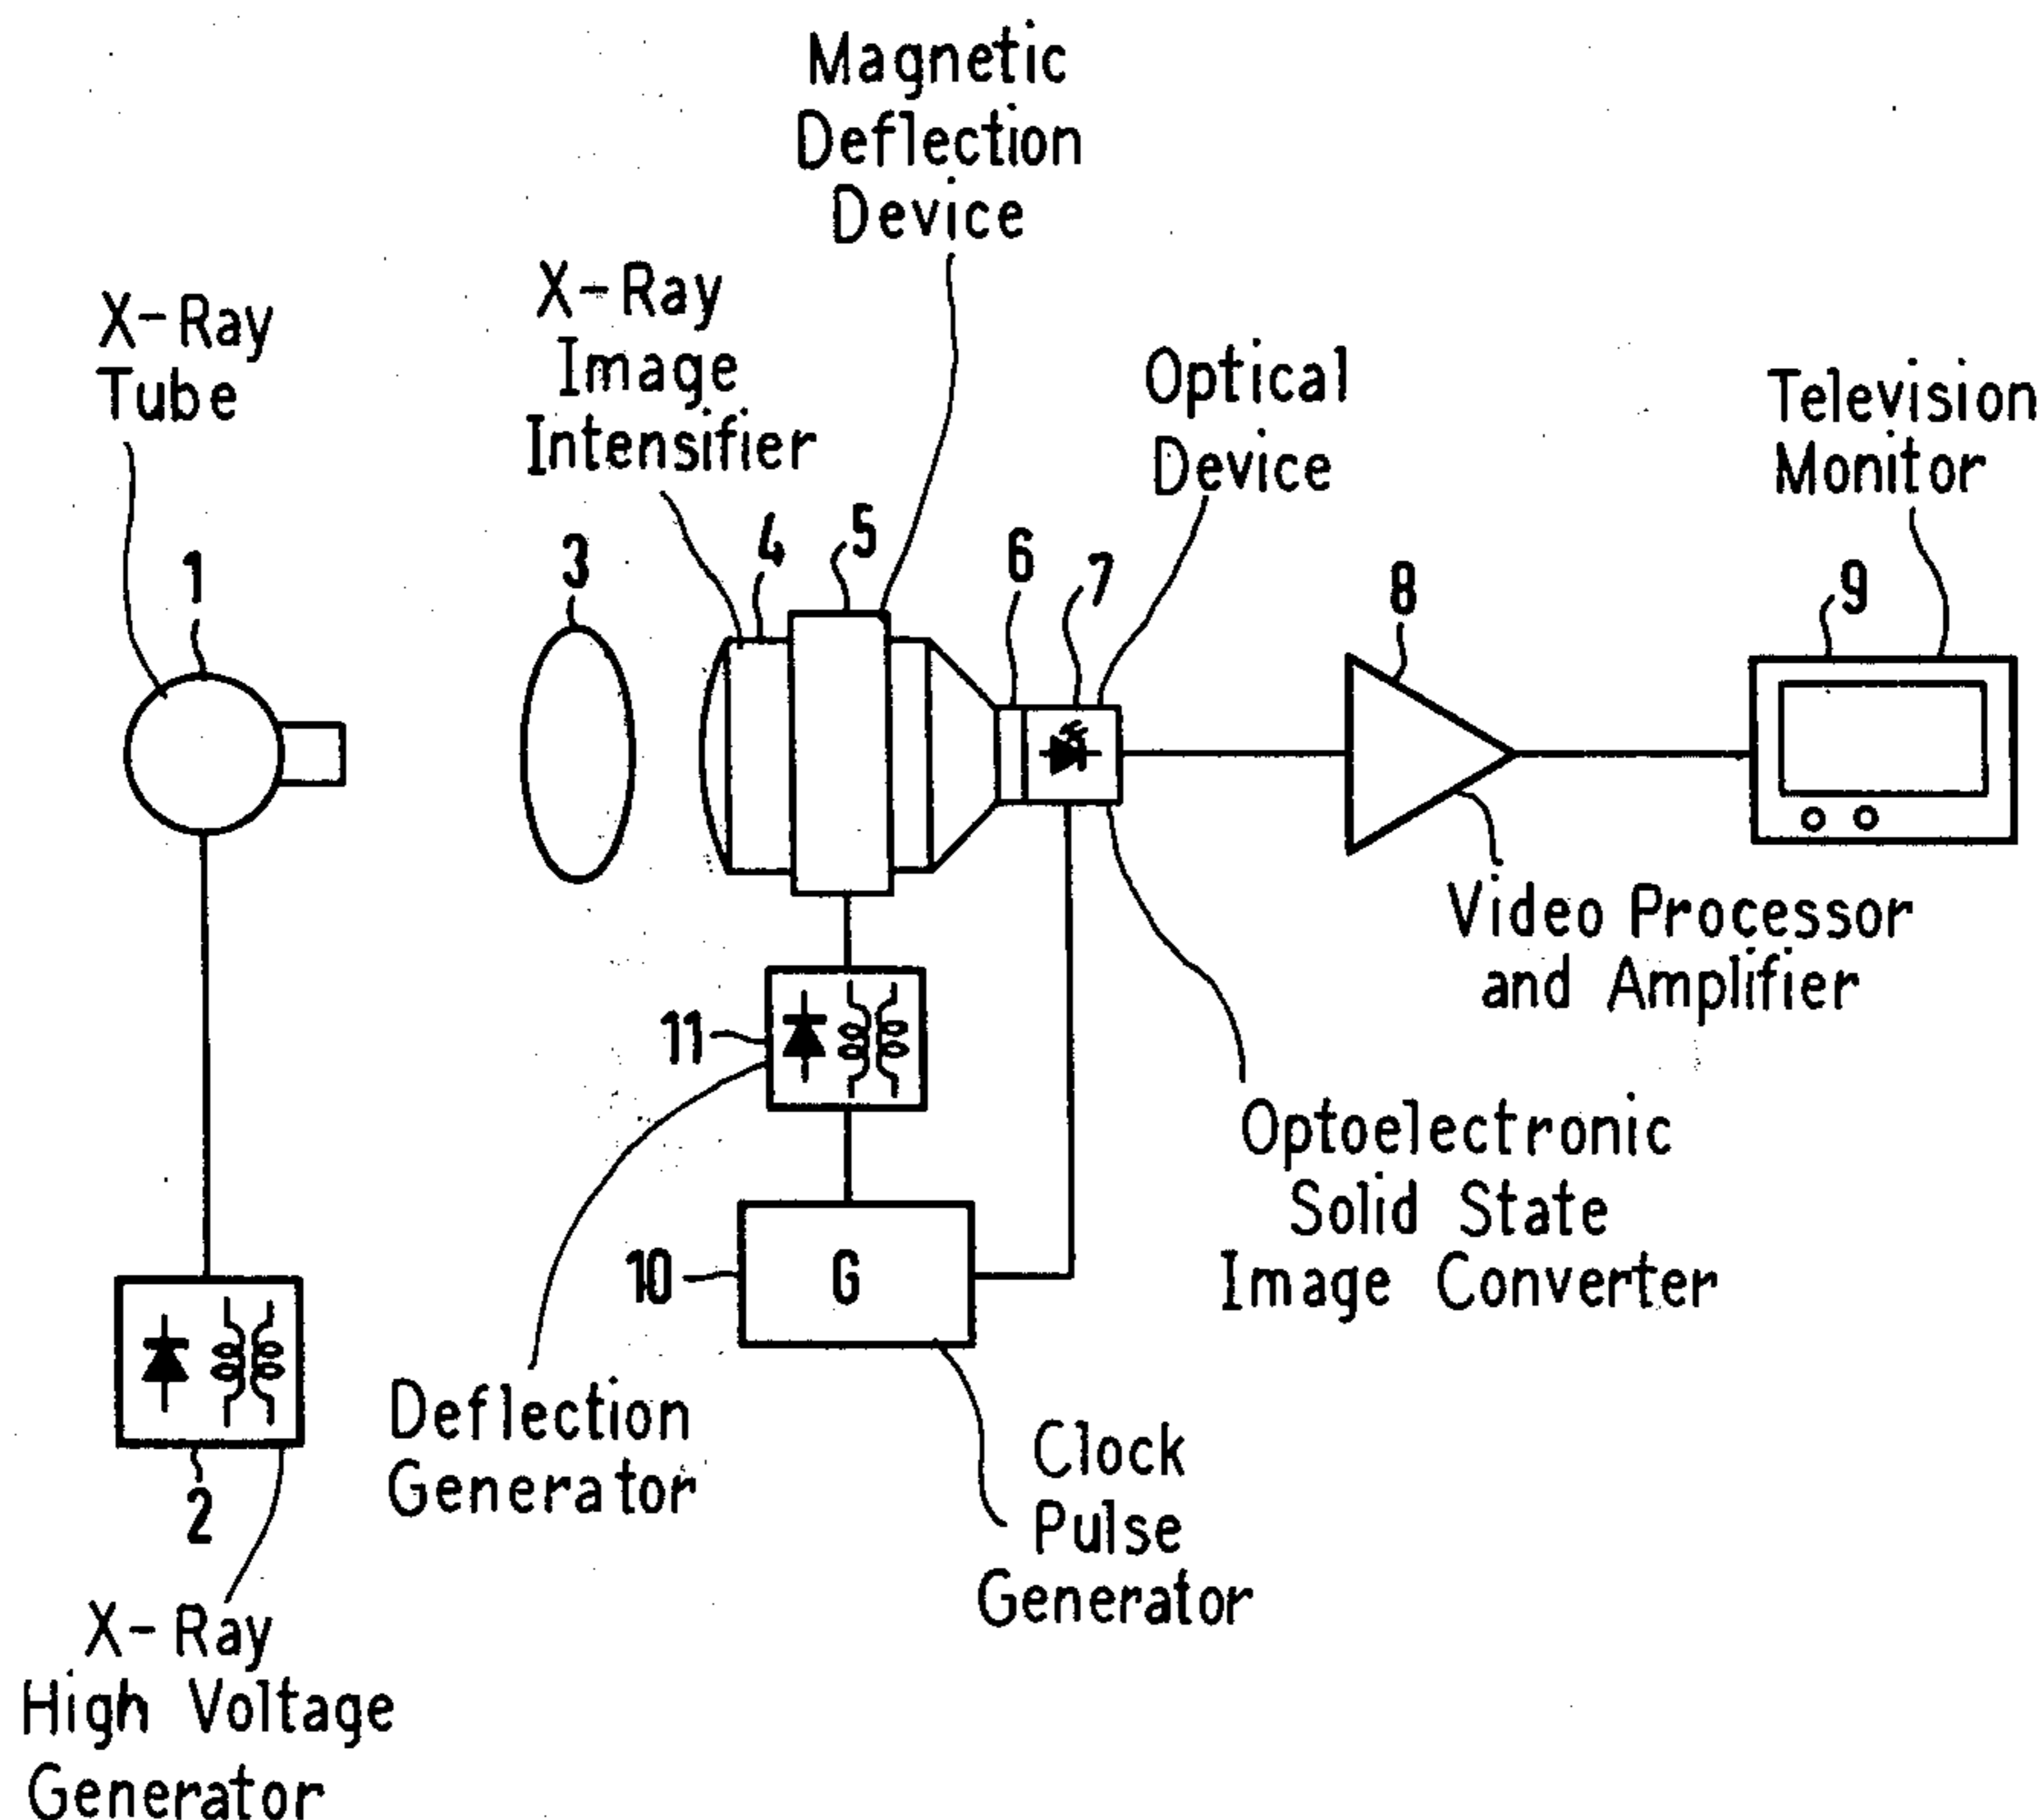 Magnetic
Deflection
Device
X-Ray
Tube
X-Ray
Image
Intensifier
Optical
Device
Television
Monitor
1
3
4
5
6
7
8
9
Video Processor
and Amplifier
11
Optoelectronic
Solid State
Image Converter
10
G
Deflection
Generator
Clock
Pulse
Generator
2
X-Ray
High Voltage
Generator